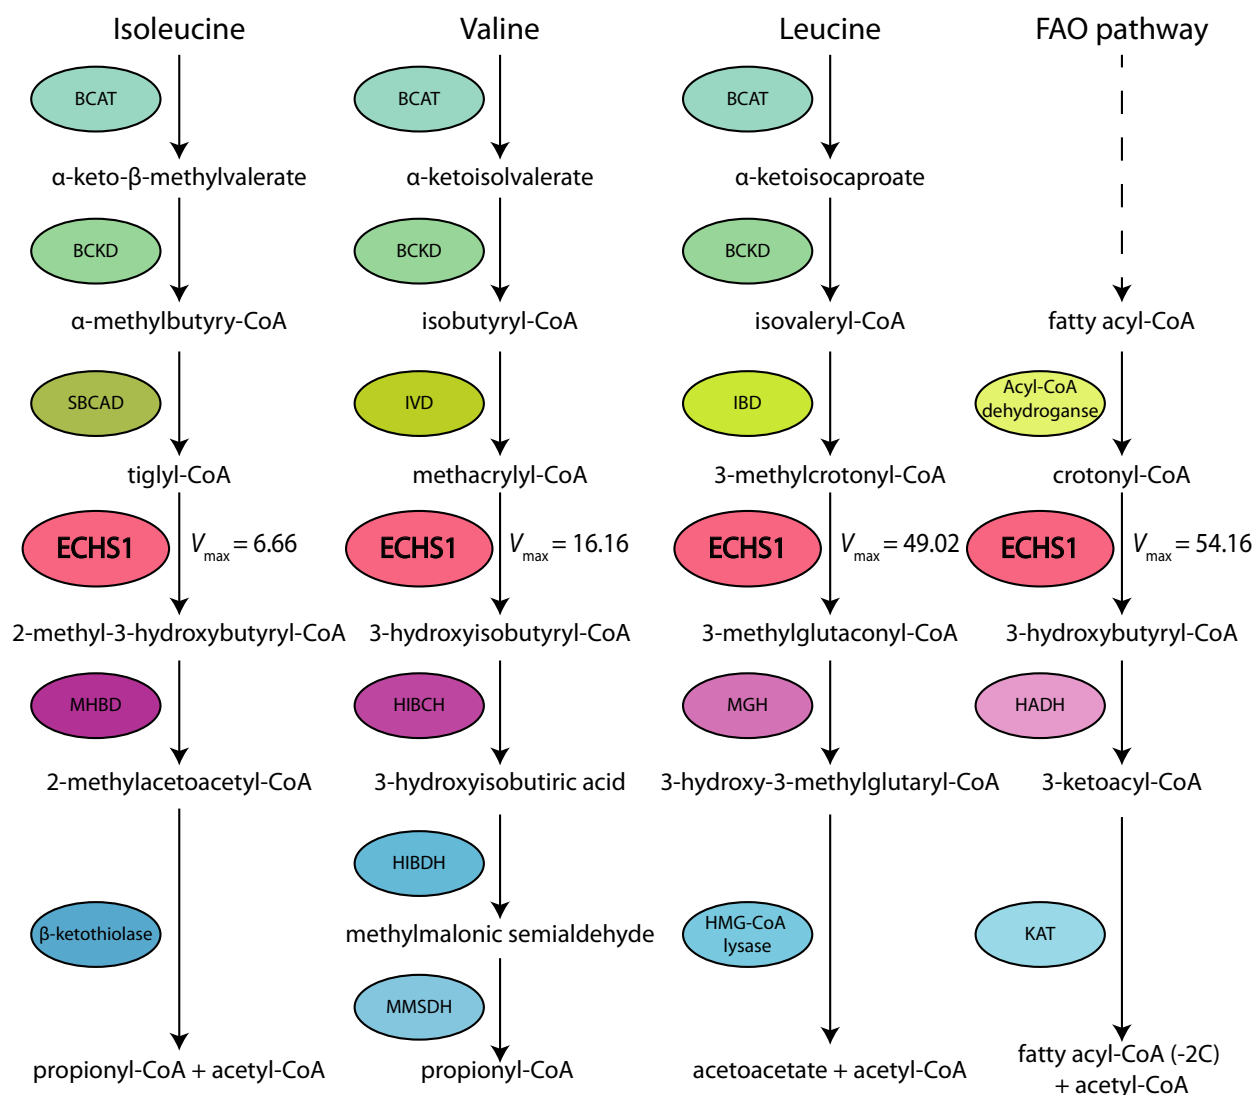 Isoleucine
Valine
Leucine
FAO pathway
BCAT
BCAT
BCAT
α-keto-β-methylvalerate
α-ketoisolvalerate
α-ketoisocaproate
BCKD
BCKD
BCKD
α-methylbutyry-CoA
isobutyryl-CoA
isovaleryl-CoA
fatty acyl-CoA
SBCAD
IVD
IBD
Acyl-CoA
dehydroganse
tiglyl-CoA
methacrylyl-CoA
3-methylcrotonyl-CoA
crotonyl-CoA
ECHS1
Vmax = 6.66
ECHS1
Vmax = 16.16
ECHS1
Vmax = 49.02
ECHS1
Vmax = 54.16
2-methyl-3-hydroxybutyryl-CoA
3-hydroxyisobutyryl-CoA
3-methylglutaconyl-CoA
3-hydroxybutyryl-CoA
MHBD
HIBCH
MGH
HADH
2-methylacetoacetyl-CoA
3-hydroxyisobutiric acid
3-hydroxy-3-methylglutaryl-CoA
3-ketoacyl-CoA
HIBDH
β-ketothiolase
methylmalonic semialdehyde
HMG-CoA
lysase
KAT
MMSDH
propionyl-CoA + acetyl-CoA
propionyl-CoA
acetoacetate + acetyl-CoA
fatty acyl-CoA (-2C)
+ acetyl-CoA